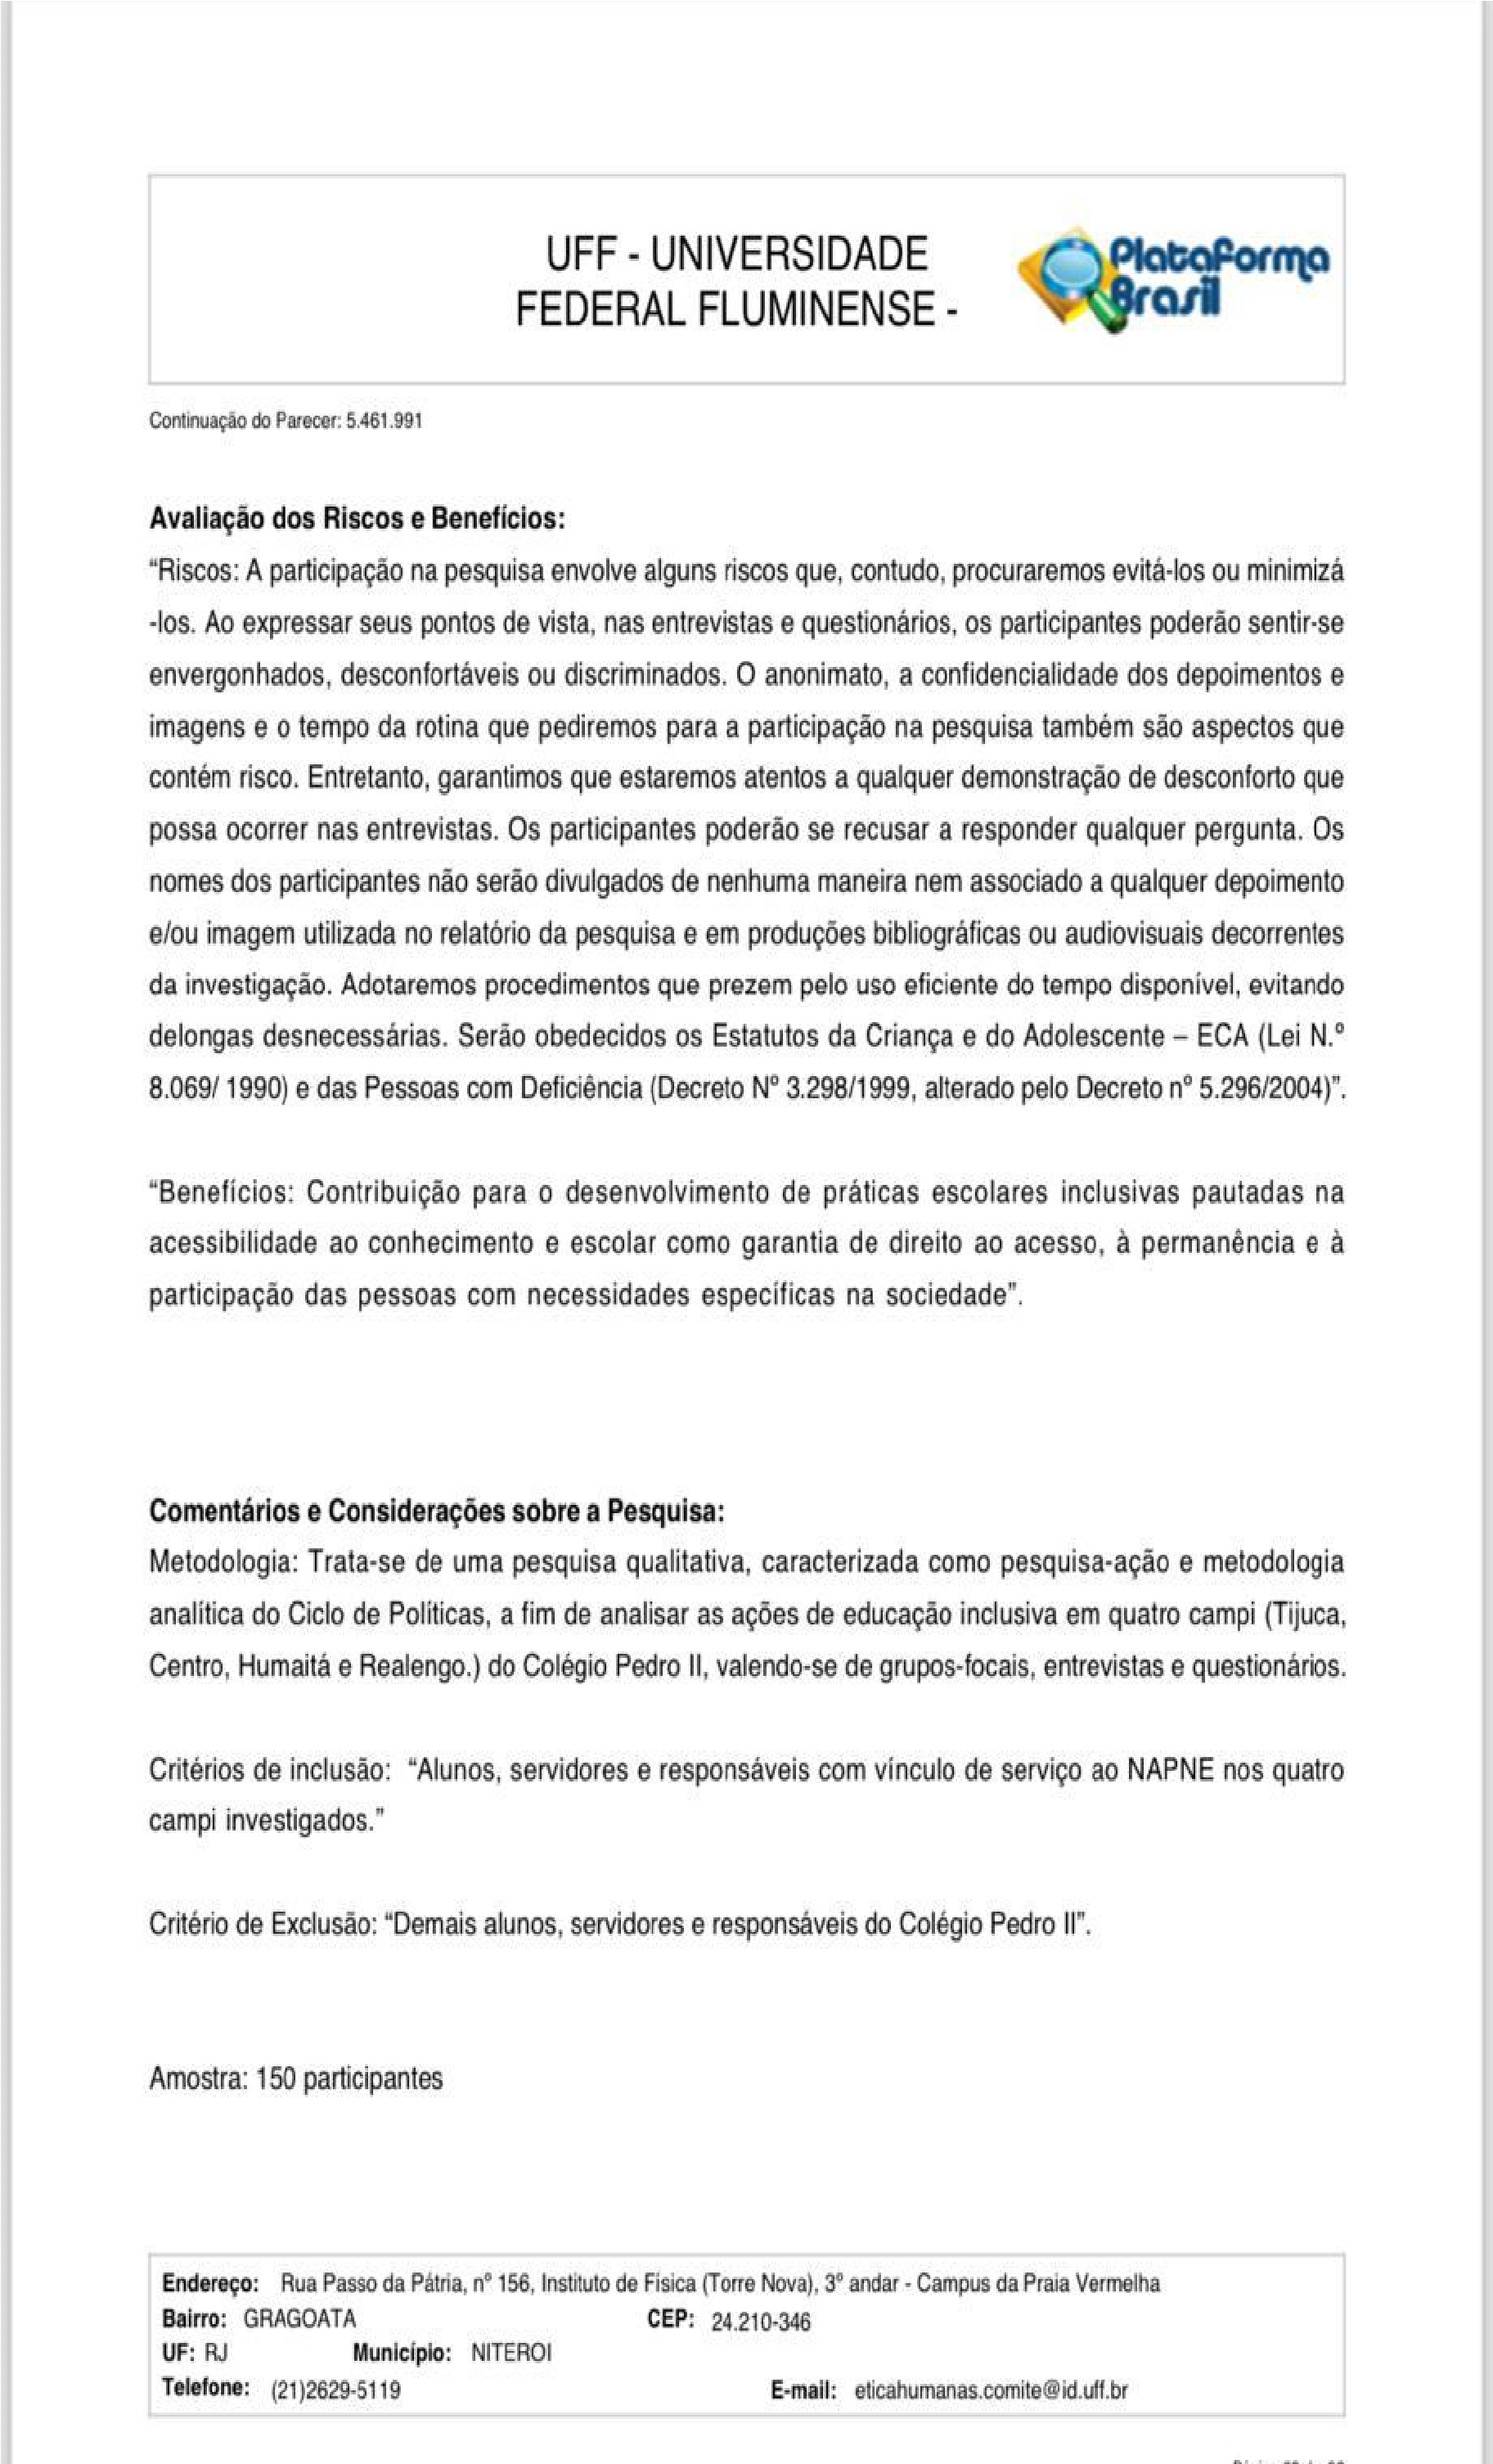 UFF - UNIVERSIDADE
FEDERAL FLUMINENSE -
Plataforma
Brasil
Continuação do Parecer: 5.461.991
Avaliação dos Riscos e Benefícios:
“Riscos: A participação na pesquisa envolve alguns riscos que, contudo, procuraremos evitá-los ou minimizá
-los. Ao expressar seus pontos de vista, nas entrevistas e questionários, os participantes poderão sentir-se
envergonhados, desconfortáveis ou discriminados. O anonimato, a confidencialidade dos depoimentos e
imagens e o tempo da rotina que pediremos para a participação na pesquisa também são aspectos que
contém risco. Entretanto, garantimos que estaremos atentos a qualquer demonstração de desconforto que
possa ocorrer nas entrevistas. Os participantes poderão se recusar a responder qualquer pergunta. Os
nomes dos participantes não serão divulgados de nenhuma maneira nem associado a qualquer depoimento
e/ou imagem utilizada no relatório da pesquisa e em produções bibliográficas ou audiovisuais decorrentes
da investigação. Adotaremos procedimentos que prezem pelo uso eficiente do tempo disponível, evitando
delongas desnecessárias. Serão obedecidos os Estatutos da Criança e do Adolescente – ECA (Lei N.º
8.069/ 1990) e das Pessoas com Deficiência (Decreto Nº 3.298/1999, alterado pelo Decreto nº 5.296/2004)”.
“Benefícios: Contribuição para o desenvolvimento de práticas escolares inclusivas pautadas na
acessibilidade ao conhecimento e escolar como garantia de direito ao acesso, à permanência e à
participação das pessoas com necessidades específicas na sociedade”.
Comentários e Considerações sobre a Pesquisa:
Metodologia: Trata-se de uma pesquisa qualitativa, caracterizada como pesquisa-ação e metodologia
analítica do Ciclo de Políticas, a fim de analisar as ações de educação inclusiva em quatro campi (Tijuca,
Centro, Humaitá e Realengo.) do Colégio Pedro II, valendo-se de grupos-focais, entrevistas e questionários.
Critérios de inclusão: “Alunos, servidores e responsáveis com vínculo de serviço ao NAPNE nos quatro
campi investigados.”
Critério de Exclusão: “Demais alunos, servidores e responsáveis do Colégio Pedro II”.
Amostra: 150 participantes
Endereço: Rua Passo da Pátria, nº 156, Instituto de Física (Torre Nova), 3º andar - Campus da Praia Vermelha
Bairro: GRAGOATA CEP: 24.210-346
UF: RJ Município: NITEROI
Telefone: (21)2629-5119 E-mail: eticahumanas.comite@id.uff.br